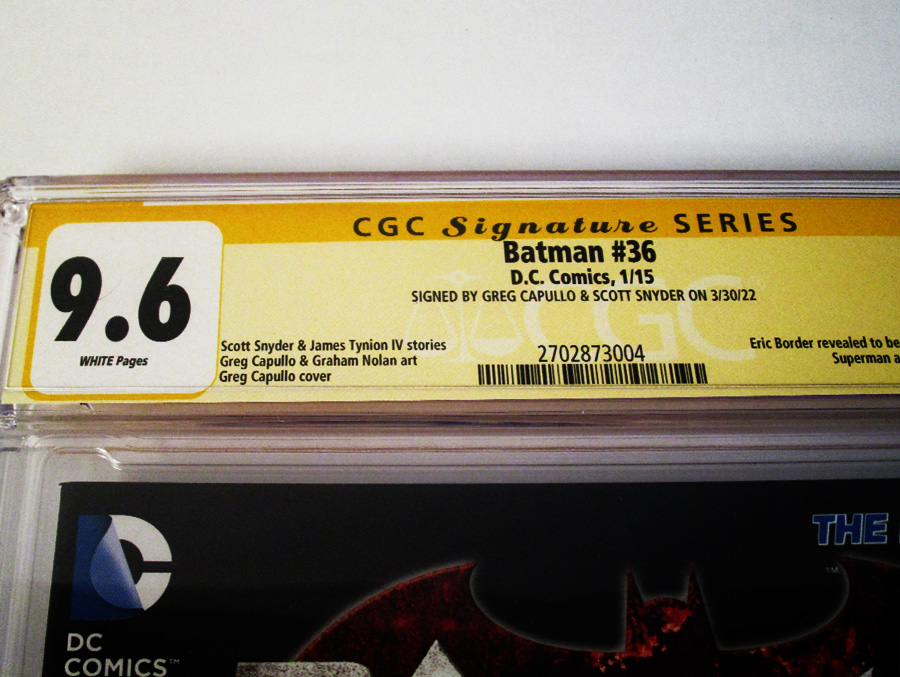 CGC Signature SERIES
Batman #36
D.C. Comics, 1/15
SIGNED BY GREG CAPULLO & SCOTT SNYDER ON 3/30/22
9.6
WHITE Pages
Scott Snyder & James Tynion IV stories
Greg Capullo & Graham Nolan art
Greg Capullo cover
CGC
2702873004
Eric Border revealed to be
Superman a
THE
TM
DC
COMICS™